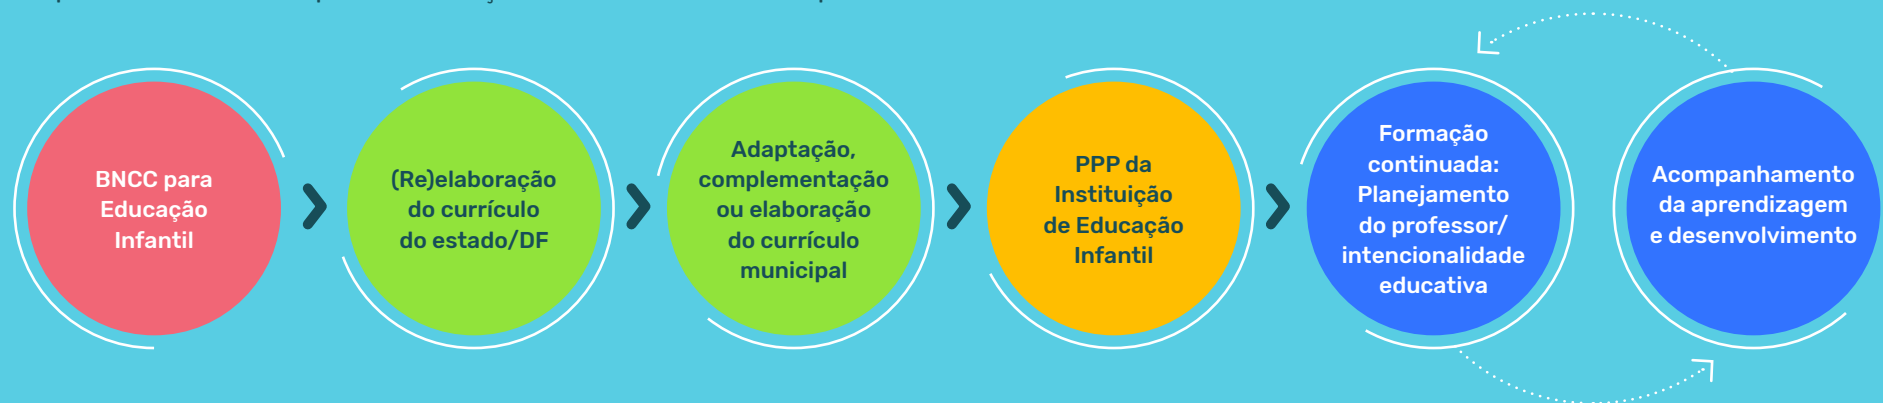 BNCC para
Educação
Infantil
(Re)elaboração
do currículo
do estado/DF
Adaptação,
complementação
ou elaboração
do currículo
municipal
PPP da
Instituição
de Educação
Infantil
Formação
continuada:
Planejamento
do professor/
intencionalidade
educativa
Acompanhamento
da aprendizagem
e desenvolvimento